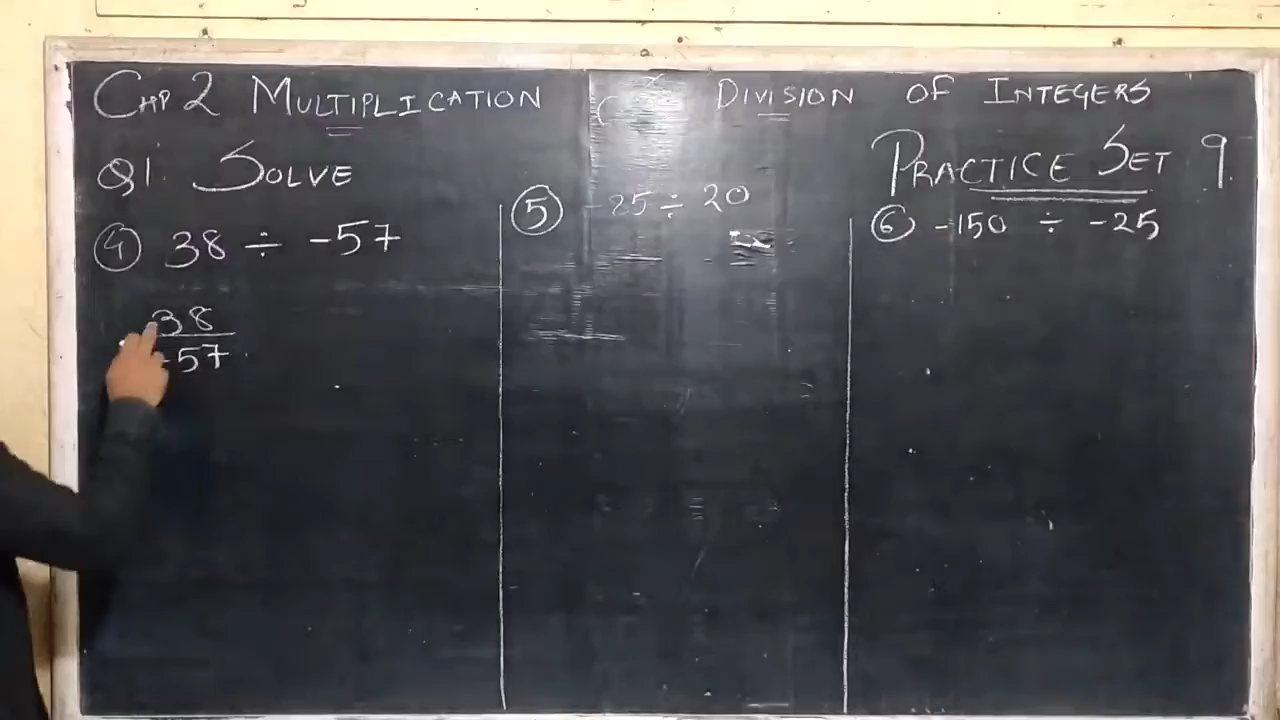 CHP 2 MULTIPLICATION DIVISION OF INTEGERS
PRACTICE SET 9
Q1 SOLVE
④ 38 ÷ -57
38
-57
⑤ -25 ÷ 20
⑥ -150 ÷ -25